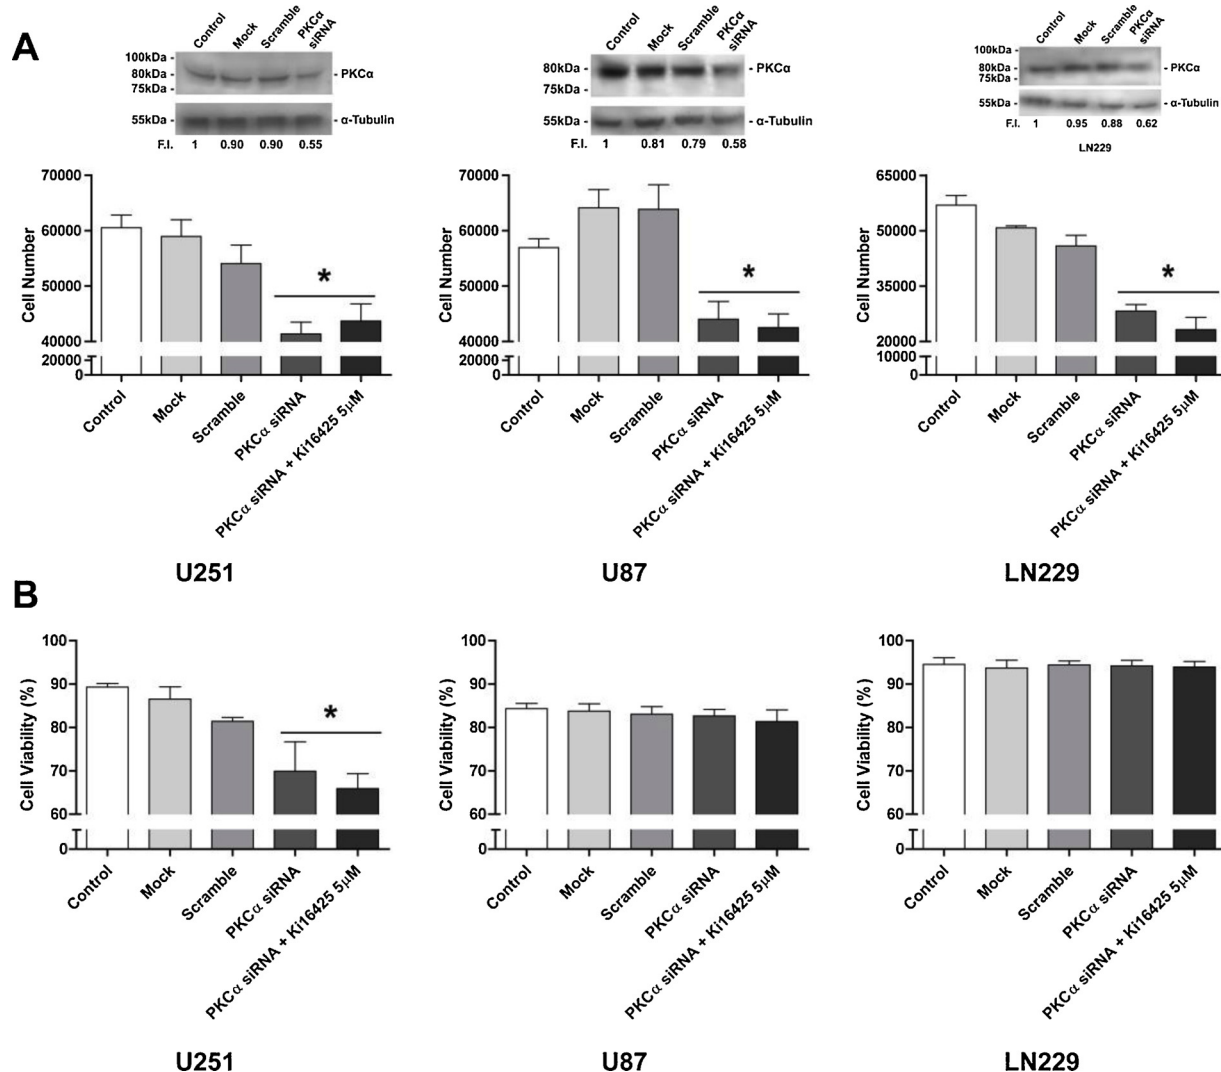 A
Control Mock Scramble PKCα siRNA
100kDa -
80kDa -
75kDa -
- PKCα
55kDa -
- α-Tubulin
F.I. 1 0.90 0.90 0.55
Control Mock Scramble PKCα siRNA
80kDa -
75kDa -
- PKCα
55kDa -
- α-Tubulin
F.I. 1 0.81 0.79 0.58
Control Mock Scramble PKCα siRNA
100kDa -
80kDa -
75kDa -
- PKCα
55kDa -
- α-Tubulin
F.I. 1 0.95 0.88 0.62
LN229
Cell Number
70000
60000
50000
40000
20000
0
*
Control
Mock
Scramble
PKCα siRNA
PKCα siRNA + Ki16425 5µM
U251
Cell Number
70000
60000
50000
40000
20000
0
*
Control
Mock
Scramble
PKCα siRNA
PKCα siRNA + Ki16425 5µM
U87
Cell Number
65000
50000
35000
20000
10000
0
*
Control
Mock
Scramble
PKCα siRNA
PKCα siRNA + Ki16425 5µM
LN229
B
Cell Viability (%)
100
90
80
70
60
0
*
Control
Mock
Scramble
PKCα siRNA
PKCα siRNA + Ki16425 5µM
U251
Cell Viability (%)
100
90
80
70
60
0
Control
Mock
Scramble
PKCα siRNA
PKCα siRNA + Ki16425 5µM
U87
Cell Viability (%)
100
90
80
70
60
0
Control
Mock
Scramble
PKCα siRNA
PKCα siRNA + Ki16425 5µM
LN229